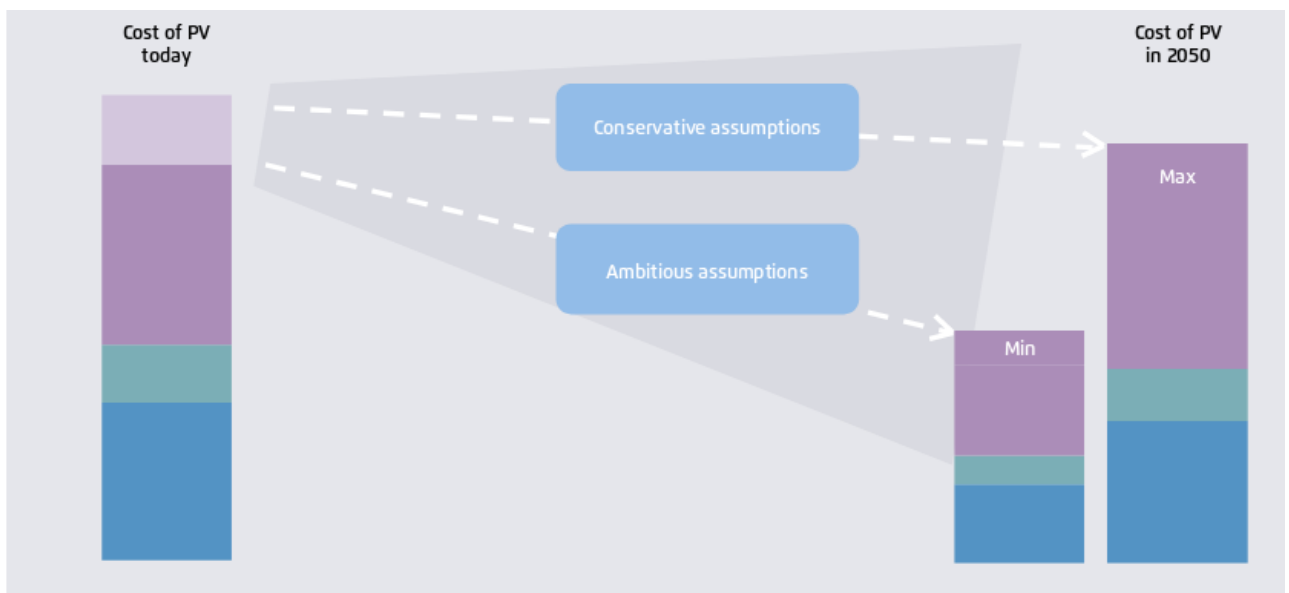 Cost of PV
today
Cost of PV
in 2050
Conservative assumptions
Max
Ambitious assumptions
Min